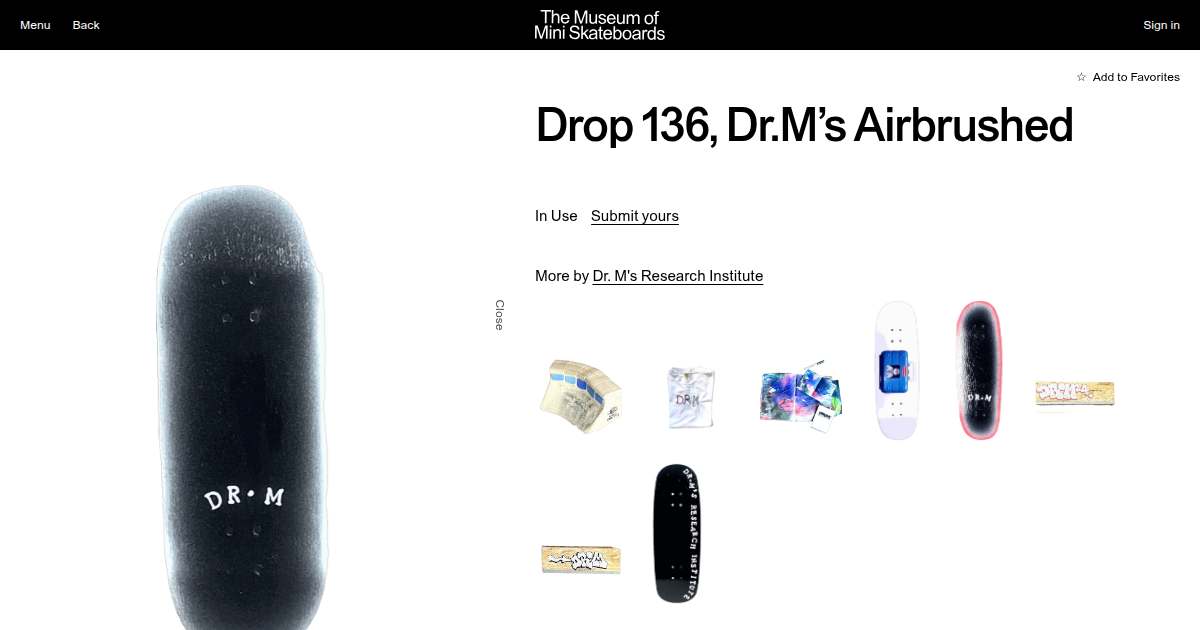 Menu
Back
The Museum of
Mini Skateboards
Sign in
☆ Add to Favorites
Drop 136, Dr.M’s Airbrushed
In Use
Submit yours
More by Dr. M's Research Institute
Close
DR•M
DR M
DR•M
DR•M'S RESEARCH INSTITUTE